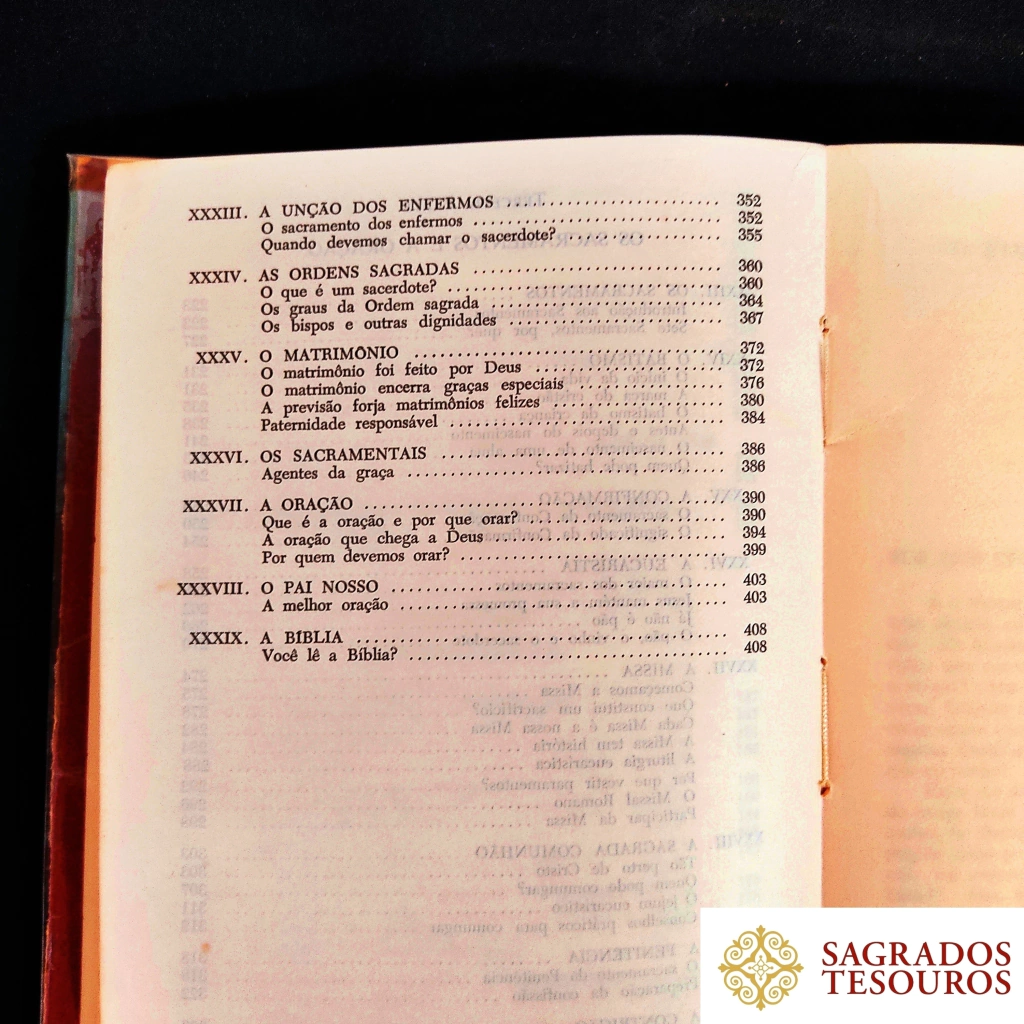 XXXIII. A UNÇÃO DOS ENFERMOS ........................ 352
O sacramento dos enfermos ........................ 352
Quando devemos chamar o sacerdote? ........................ 355
XXXIV. AS ORDENS SAGRADAS ........................ 360
O que é um sacerdote? ........................ 360
Os graus da Ordem sagrada ........................ 364
Os bispos e outras dignidades ........................ 367
XXXV. O MATRIMÔNIO ........................ 372
O matrimônio foi feito por Deus ........................ 372
O matrimônio encerra graças especiais ........................ 376
A previsão forja matrimônios felizes ........................ 380
Paternidade responsável ........................ 384
XXXVI. OS SACRAMENTAIS ........................ 386
Agentes da graça ........................ 386
XXXVII. A ORAÇÃO ........................ 390
Que é a oração e por que orar? ........................ 390
A oração que chega a Deus ........................ 394
Por quem devemos orar? ........................ 399
XXXVIII. O PAI NOSSO ........................ 403
A melhor oração ........................ 403
XXXIX. A BÍBLIA ........................ 408
Você lê a Bíblia? ........................ 408
SAGRADOS
TESOUROS